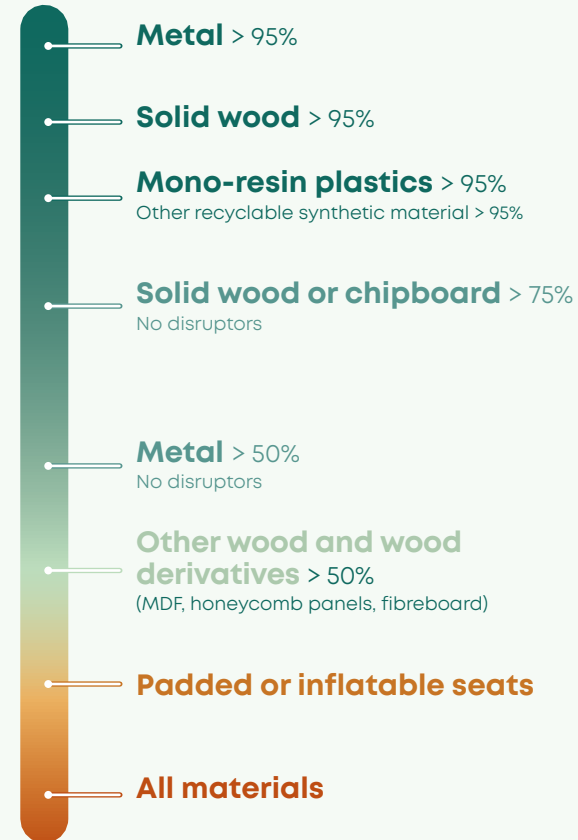 Metal > 95%
Solid wood > 95%
Mono-resin plastics > 95%
Other recyclable synthetic material > 95%
Solid wood or chipboard > 75%
No disruptors
Metal > 50%
No disruptors
Other wood and wood
derivatives > 50%
(MDF, honeycomb panels, fibreboard)
Padded or inflatable seats
All materials